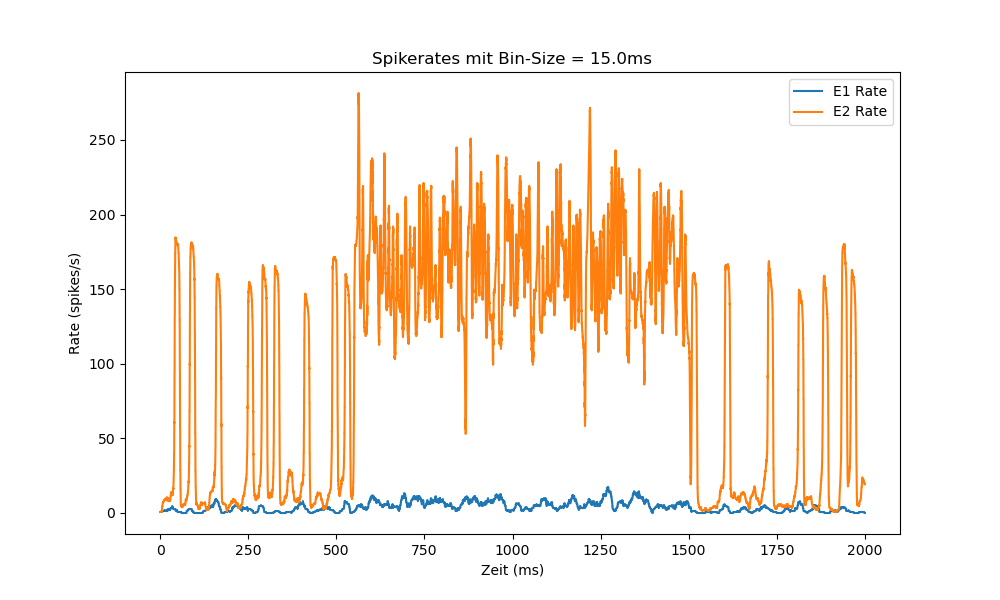 Spikerates mit Bin-Size = 15.0ms
E1 Rate
E2 Rate
Rate (spikes/s)
250
200
150
100
50
0
0 250 500 750 1000 1250 1500 1750 2000
Zeit (ms)